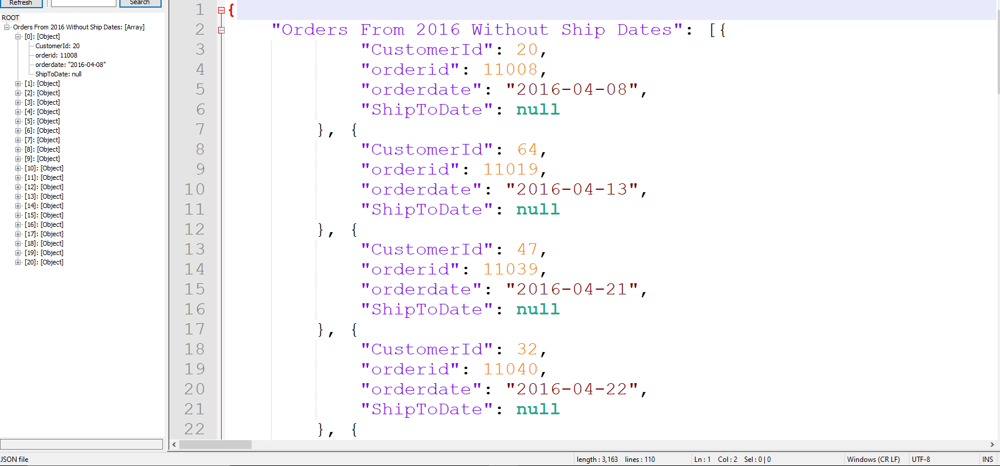 Refresh
Search
ROOT
Orders From 2016 Without Ship Dates: [Array]
[0]: [Object]
CustomerId: 20
orderid: 11008
orderdate: "2016-04-08"
ShipToDate: null
[1]: [Object]
[2]: [Object]
[3]: [Object]
[4]: [Object]
[5]: [Object]
[6]: [Object]
[7]: [Object]
[8]: [Object]
[9]: [Object]
[10]: [Object]
[11]: [Object]
[12]: [Object]
[13]: [Object]
[14]: [Object]
[15]: [Object]
[16]: [Object]
[17]: [Object]
[18]: [Object]
[19]: [Object]
[20]: [Object]
1 {
2 "Orders From 2016 Without Ship Dates": [{
3 "CustomerId": 20,
4 "orderid": 11008,
5 "orderdate": "2016-04-08",
6 "ShipToDate": null
7 }, {
8 "CustomerId": 64,
9 "orderid": 11019,
10 "orderdate": "2016-04-13",
11 "ShipToDate": null
12 }, {
13 "CustomerId": 47,
14 "orderid": 11039,
15 "orderdate": "2016-04-21",
16 "ShipToDate": null
17 }, {
18 "CustomerId": 32,
19 "orderid": 11040,
20 "orderdate": "2016-04-22",
21 "ShipToDate": null
22 }, {
JSON file length : 3,163 lines : 110 Ln : 1 Col : 2 Sel : 0 | 0 Windows (CR LF) UTF-8 INS